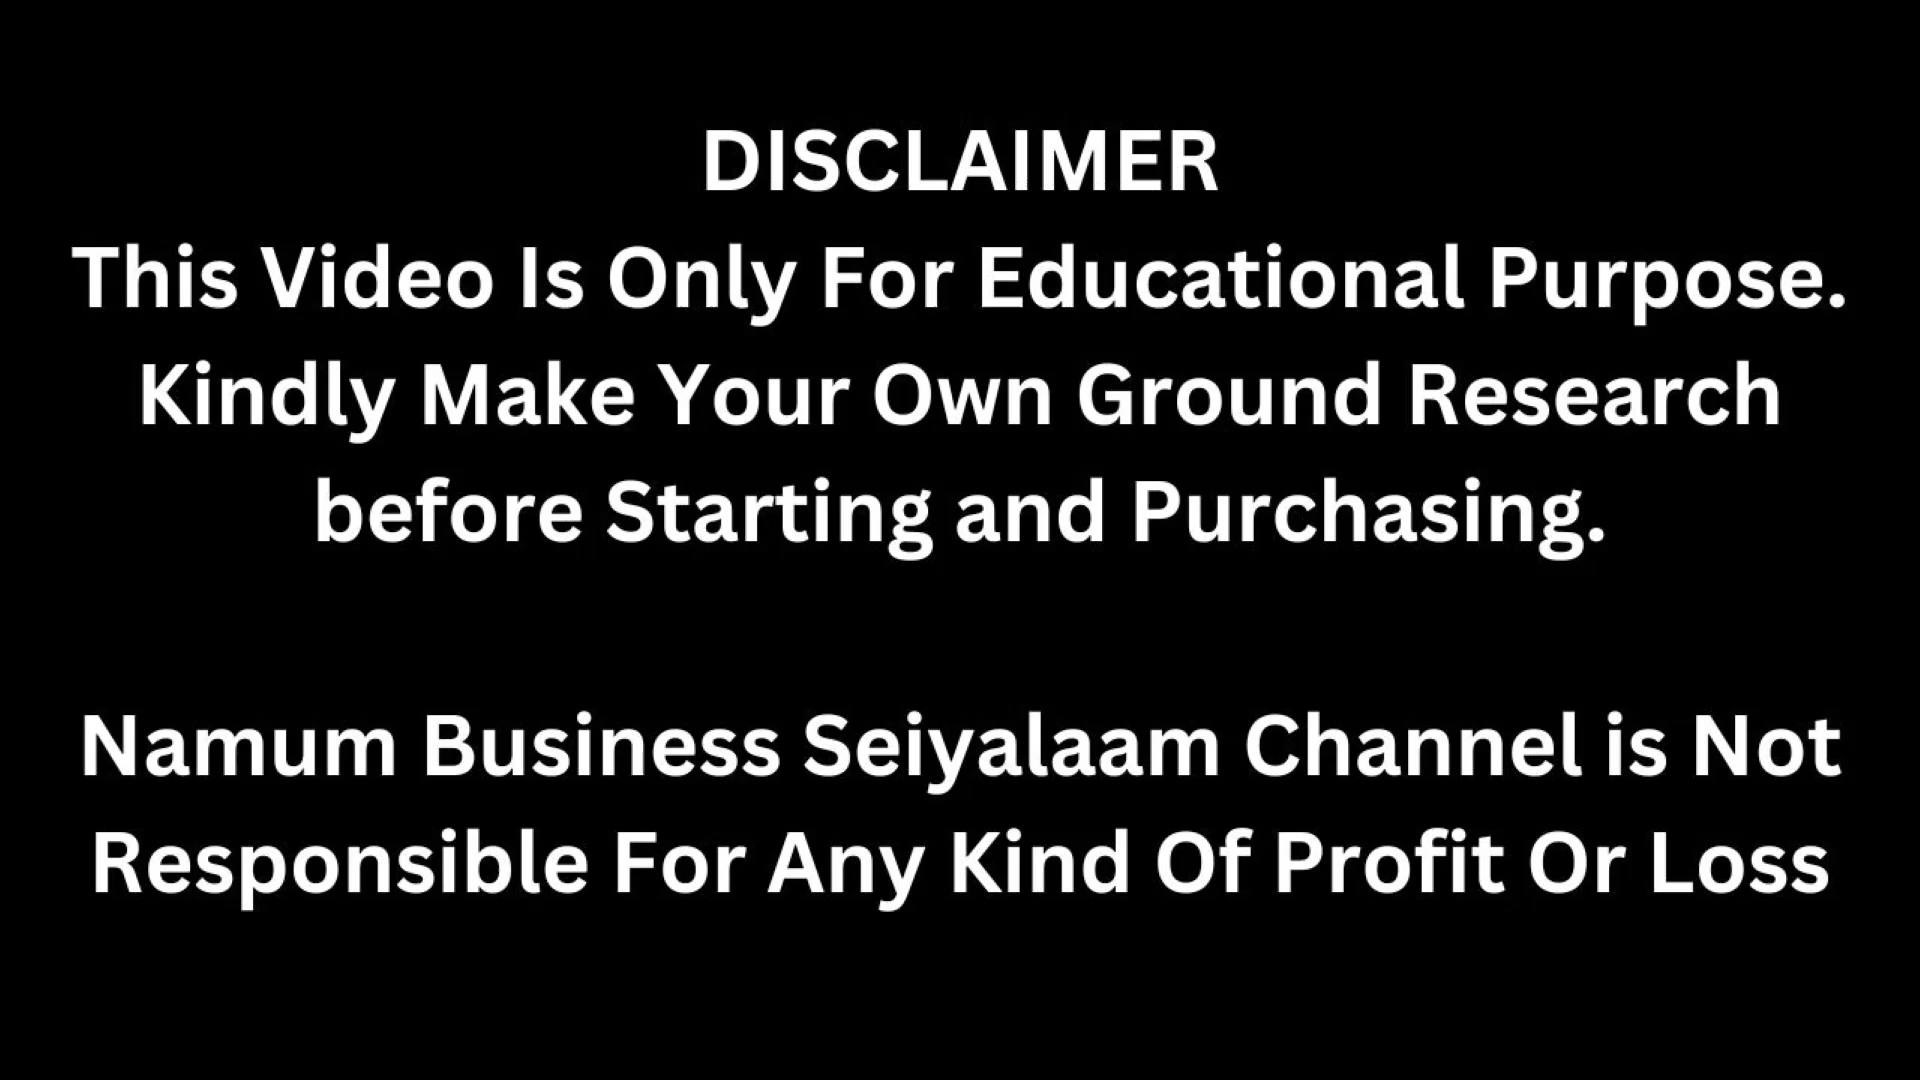 DISCLAIMER
This Video Is Only For Educational Purpose.
Kindly Make Your Own Ground Research
before Starting and Purchasing.
Namum Business Seiyalaam Channel is Not
Responsible For Any Kind Of Profit Or Loss